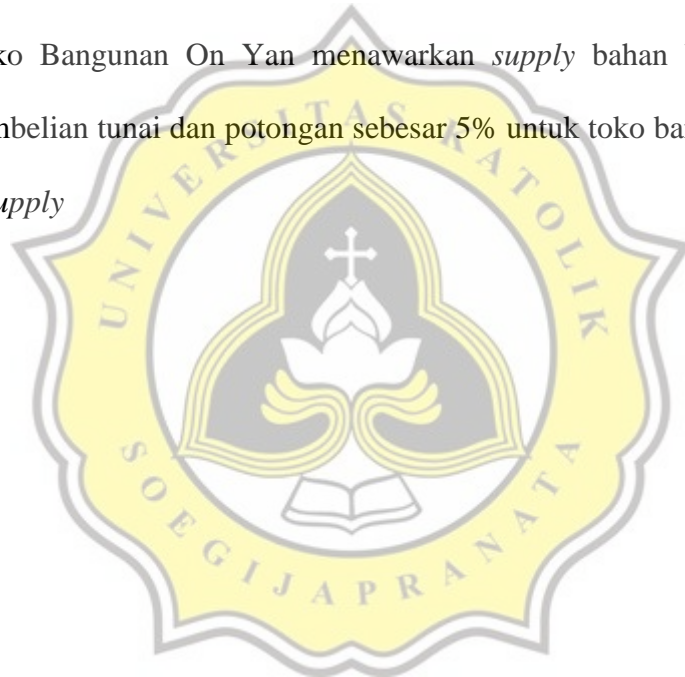 ko Bangunan On Yan menawarkan supply bahan
mbelian tunai dan potongan sebesar 5% untuk toko ba
upply
UNIVERSITAS KATOLIK
SOEGIJAPRANATA